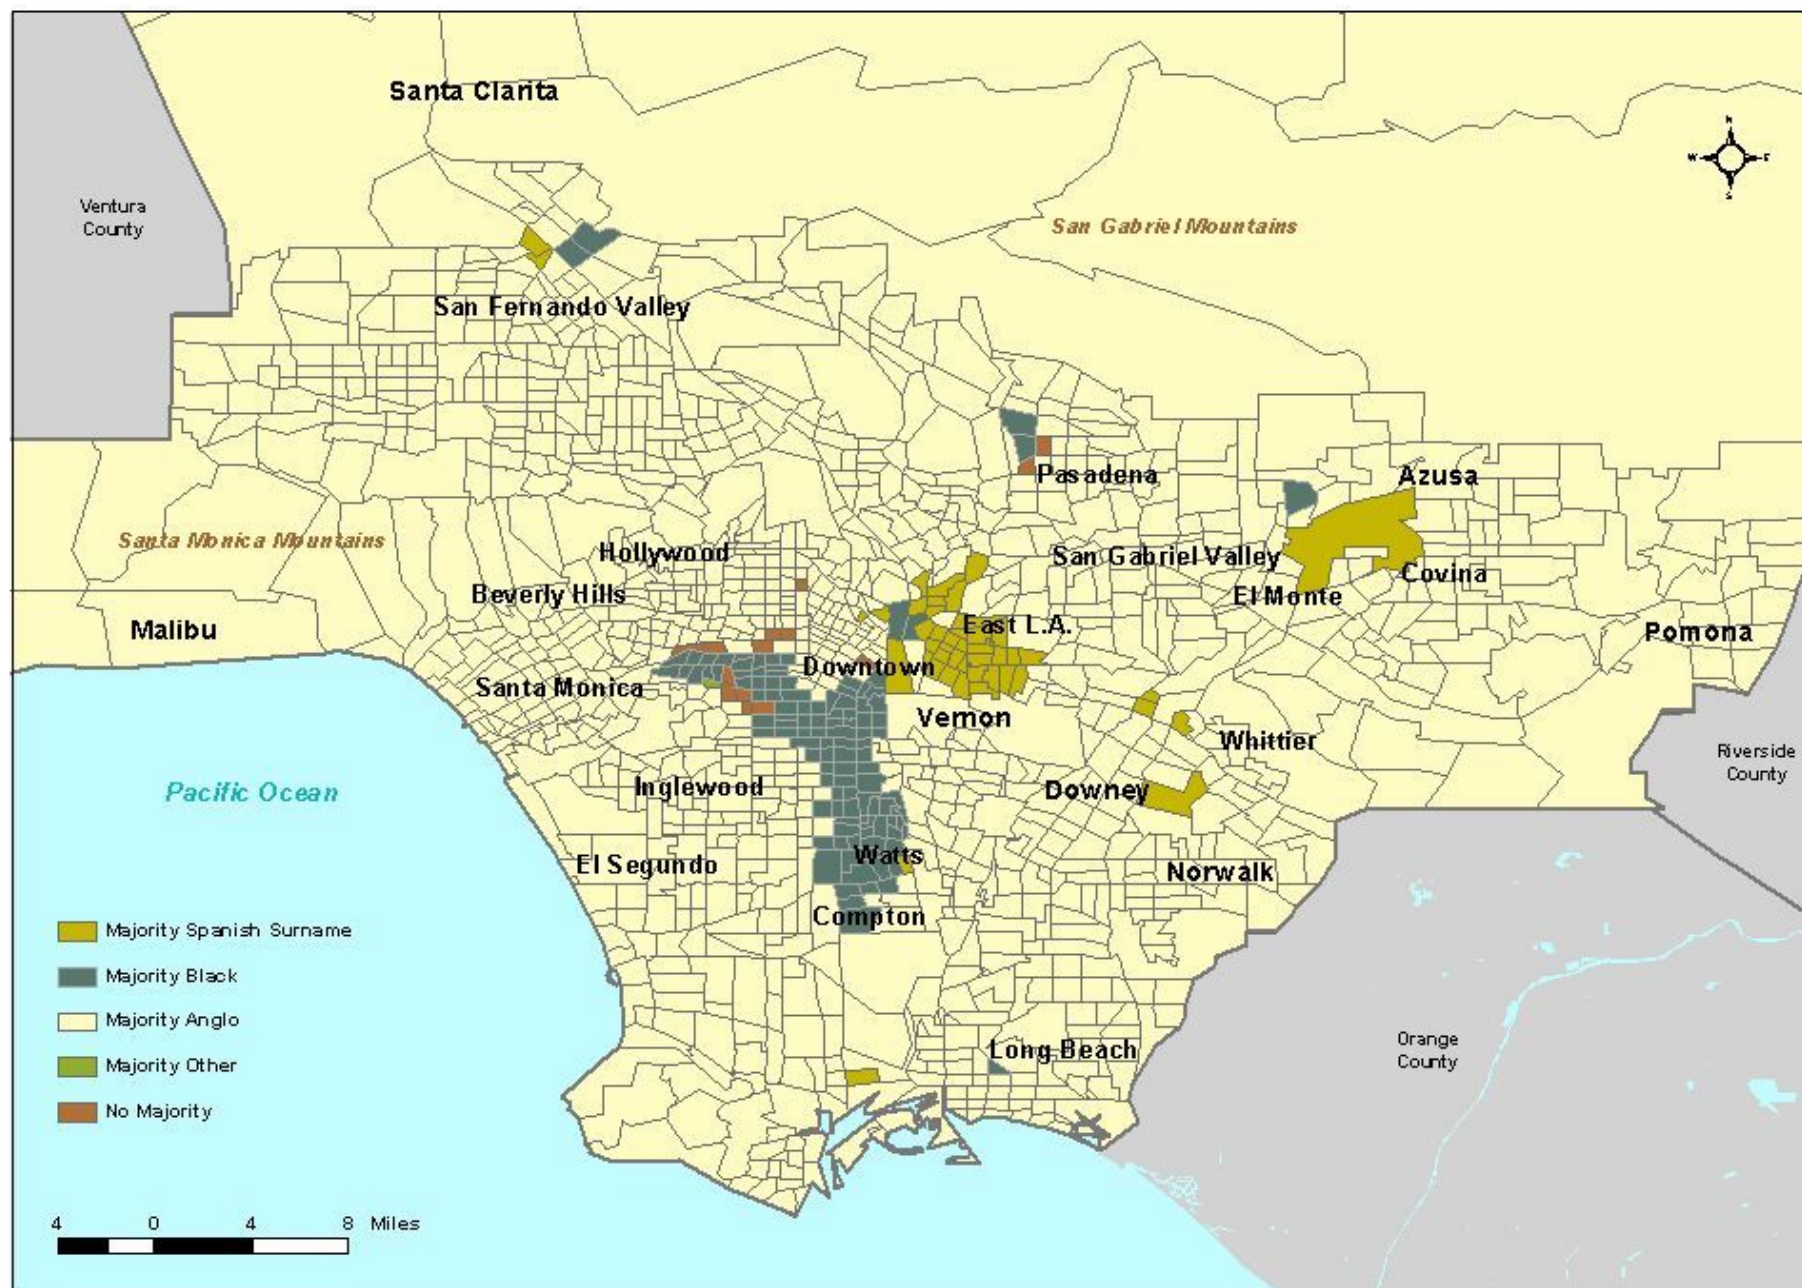 Santa Clarita
N
W
E
S
Ventura
County
San Gabriel Mountains
San Fernando Valley
Pasadena
Azusa
Santa Monica Mountains
Hollywood
San Gabriel Valley
Covina
Beverly Hills
El Monte
Malibu
East L.A.
Pomona
Downtown
Santa Monica
Vernon
Whittier
Riverside
County
Pacific Ocean
Inglewood
Downey
Watts
El Segundo
Norwalk
Compton
Majority Spanish Surname
Majority Black
Majority Anglo
Majority Other
No Majority
Long Beach
Orange
County
4 0 4 8 Miles